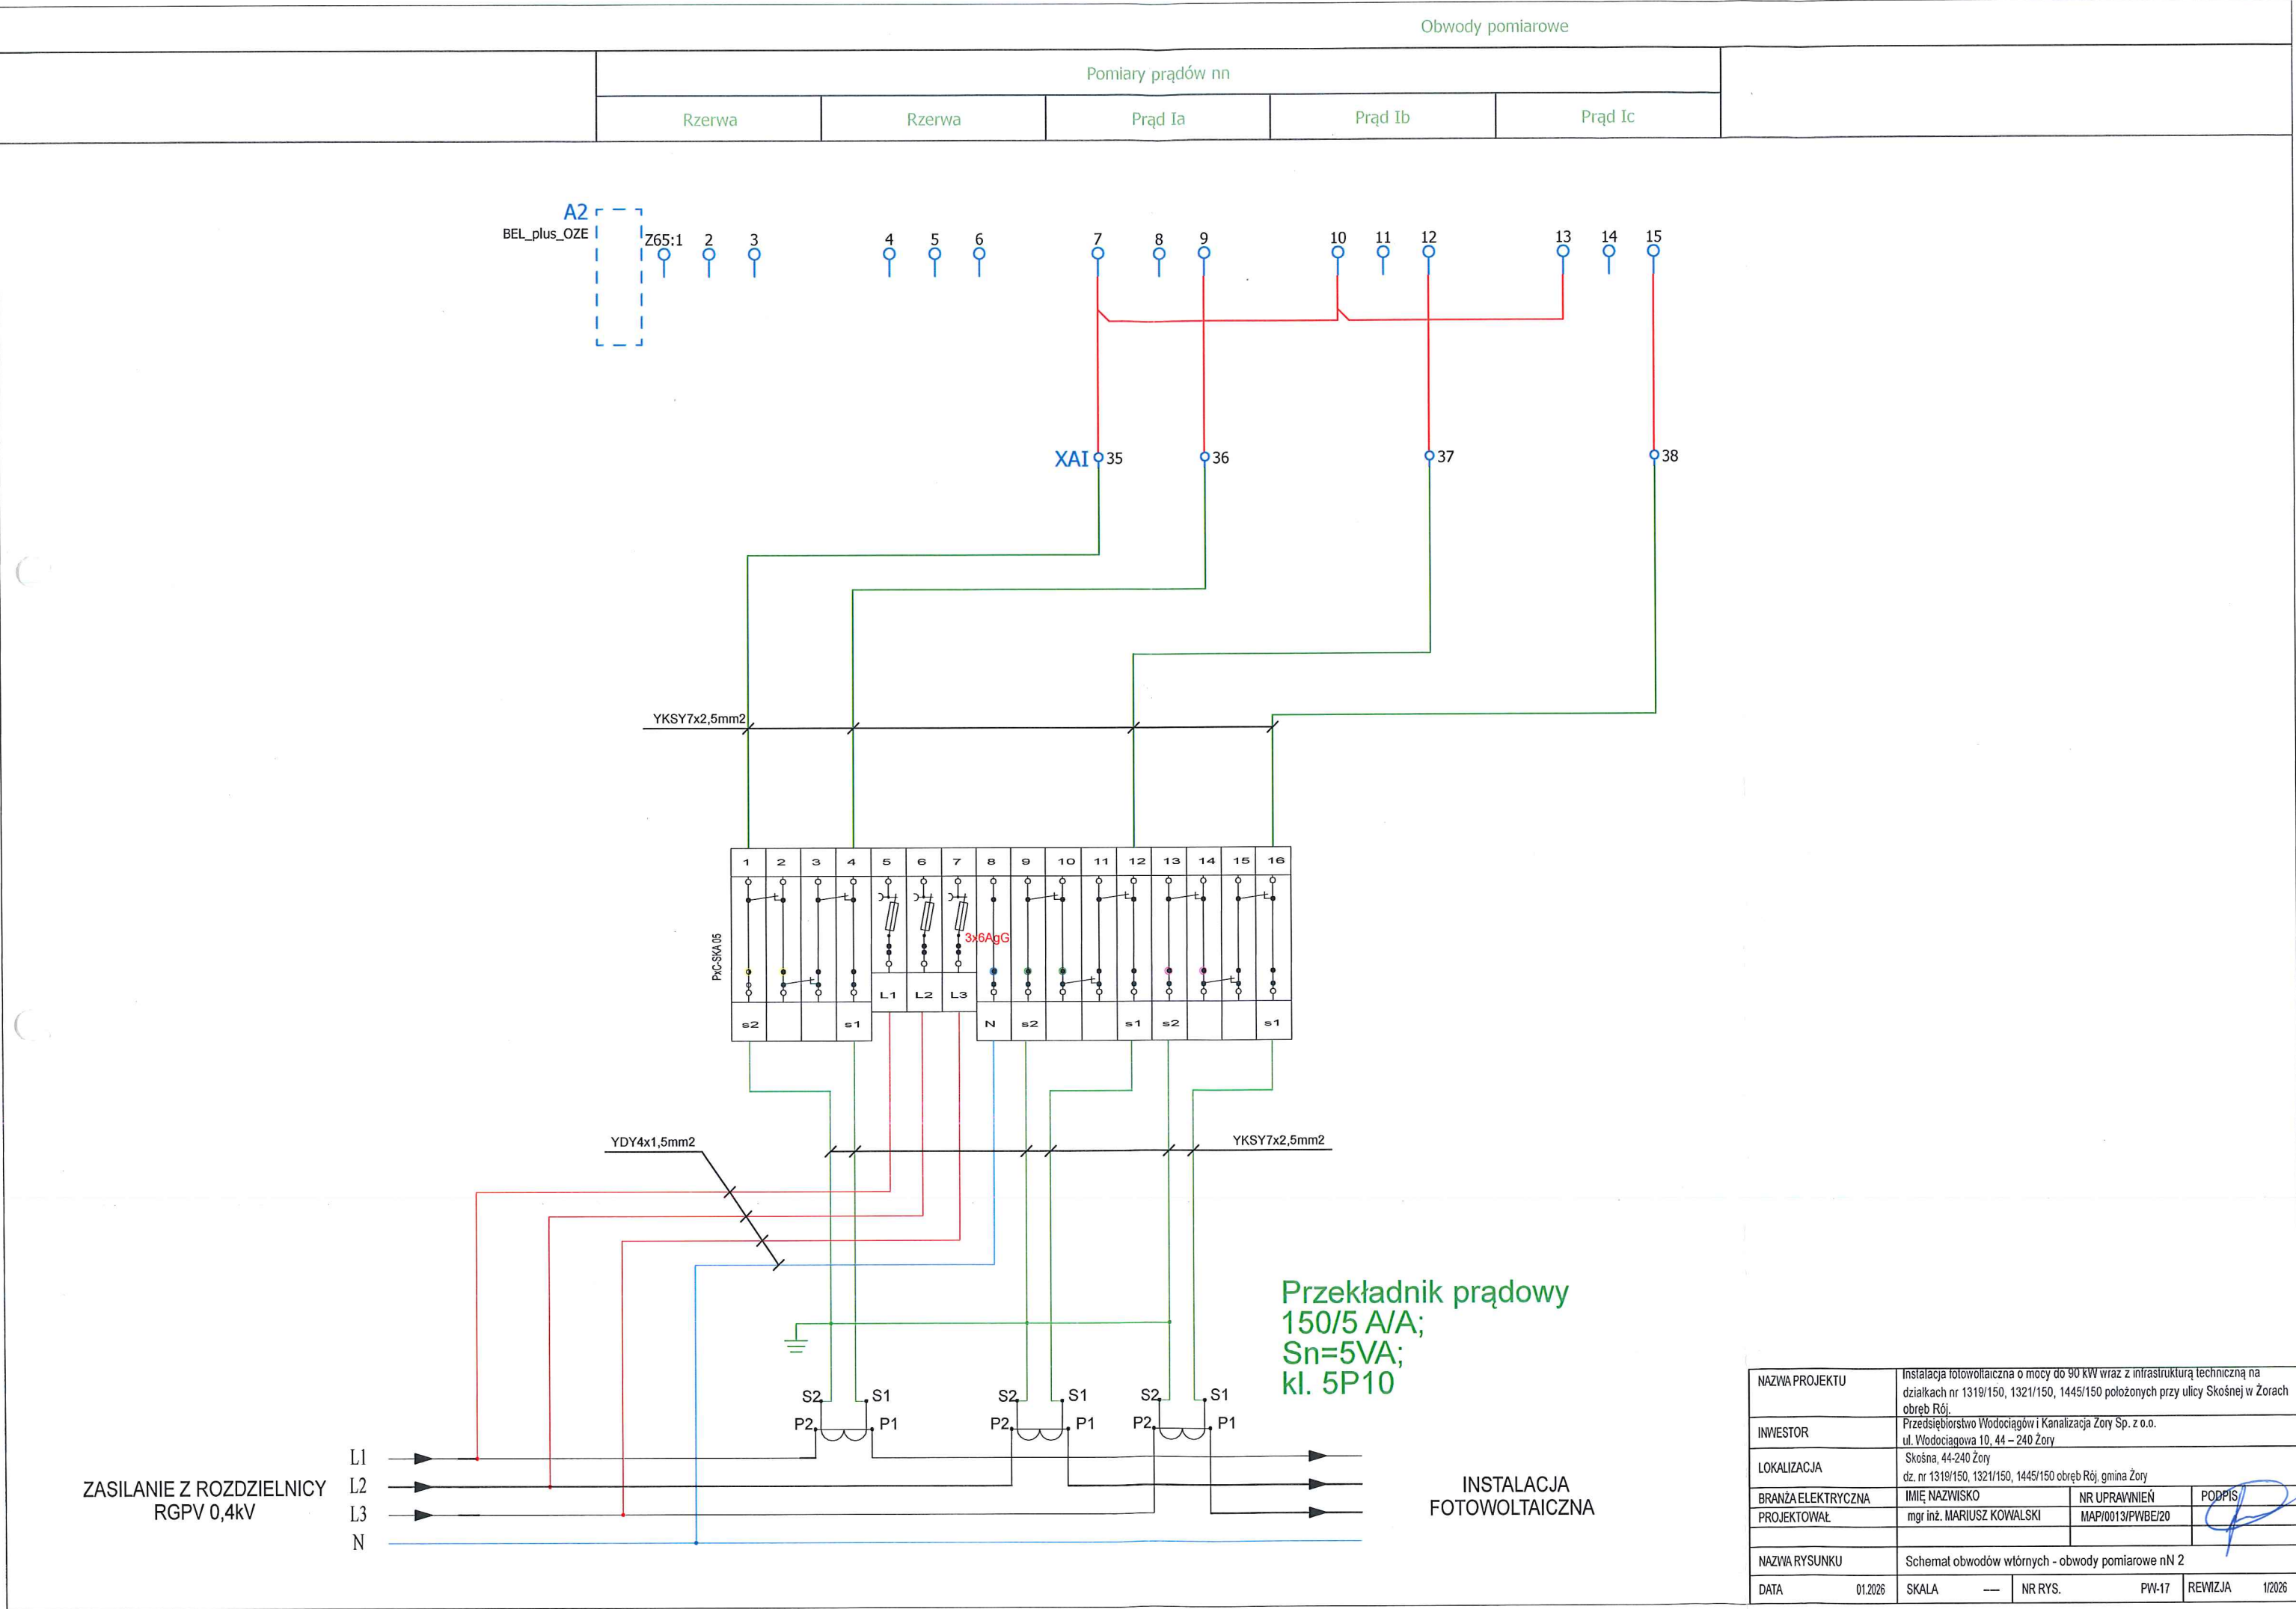 Obwody pomiarowe
Pomiary prądów nn
Rzerwa
Rzerwa
Prąd Ia
Prąd Ib
Prąd Ic
A2
BEL_plus_OZE
Z65:1 2 3 4 5 6 7 8 9 10 11 12 13 14 15
XAI 35 36 37 38
YKSY7x2,5mm2
1 2 3 4 5 6 7 8 9 10 11 12 13 14 15 16
3x6AgG
PxC-SKA 05
L1 L2 L3
s2 s1 N s2 s1 s2 s1
YDY4x1,5mm2
YKSY7x2,5mm2
Przekładnik prądowy
150/5 A/A;
Sn=5VA;
kl. 5P10
S2 S1 S2 S1 S2 S1
P2 P1 P2 P1 P2 P1
L1
L2
L3
N
ZASILANIE Z ROZDZIELNICY
RGPV 0,4kV
INSTALACJA
FOTOWOLTAICZNA
NAZWA PROJEKTU
Instalacja fotowoltaiczna o mocy do 90 kW wraz z infrastrukturą techniczną na
działkach nr 1319/150, 1321/150, 1445/150 położonych przy ulicy Skośnej w Żorach
obręb Rój.
INWESTOR
Przedsiębiorstwo Wodociągów i Kanalizacja Żory Sp. z o.o.
ul. Wodociągowa 10, 44 – 240 Żory
LOKALIZACJA
Skośna, 44-240 Żory
dz. nr 1319/150, 1321/150, 1445/150 obręb Rój. gmina Żory
BRANŻA ELEKTRYCZNA IMIĘ NAZWISKO NR UPRAWNIEŃ PODPIS
PROJEKTOWAŁ mgr inż. MARIUSZ KOWALSKI MAP/0013/PWBE/20
NAZWA RYSUNKU Schemat obwodów wtórnych - obwody pomiarowe nN 2
DATA 01.2026 SKALA --- NR RYS. PW-17 REWIZJA 1/2026